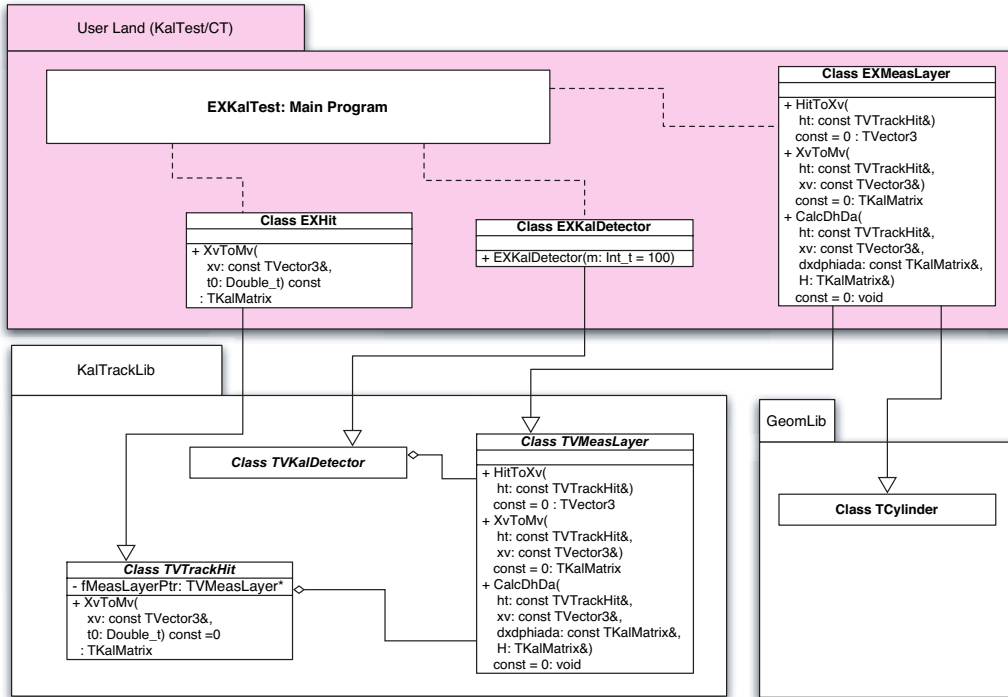 User Land (KalTest/CT)
EXKalTest: Main Program
Class EXMeasLayer
+ HitToXv(
ht: const TVTrackHit&)
const = 0 : TVector3
+ XvToMv(
ht: const TVTrackHit&,
xv: const TVector3&)
const = 0: TKalMatrix
+ CalcDhDa(
ht: const TVTrackHit&,
xv: const TVector3&,
dxdphiada: const TKalMatrix&,
H: TKalMatrix&)
const = 0: void
Class EXHit
+ XvToMv(
xv: const TVector3&,
t0: Double_t) const
: TKalMatrix
Class EXKalDetector
+ EXKalDetector(m: Int_t = 100)
KalTrackLib
Class TVKalDetector
Class TVMeasLayer
+ HitToXv(
ht: const TVTrackHit&)
const = 0 : TVector3
+ XvToMv(
ht: const TVTrackHit&,
xv: const TVector3&)
const = 0: TKalMatrix
+ CalcDhDa(
ht: const TVTrackHit&,
xv: const TVector3&,
dxdphiada: const TKalMatrix&,
H: TKalMatrix&)
const = 0: void
Class TVTrackHit
- fMeasLayerPtr: TVMeasLayer*
+ XvToMv(
xv: const TVector3&,
t0: Double_t) const =0
: TKalMatrix
GeomLib
Class TCylinder